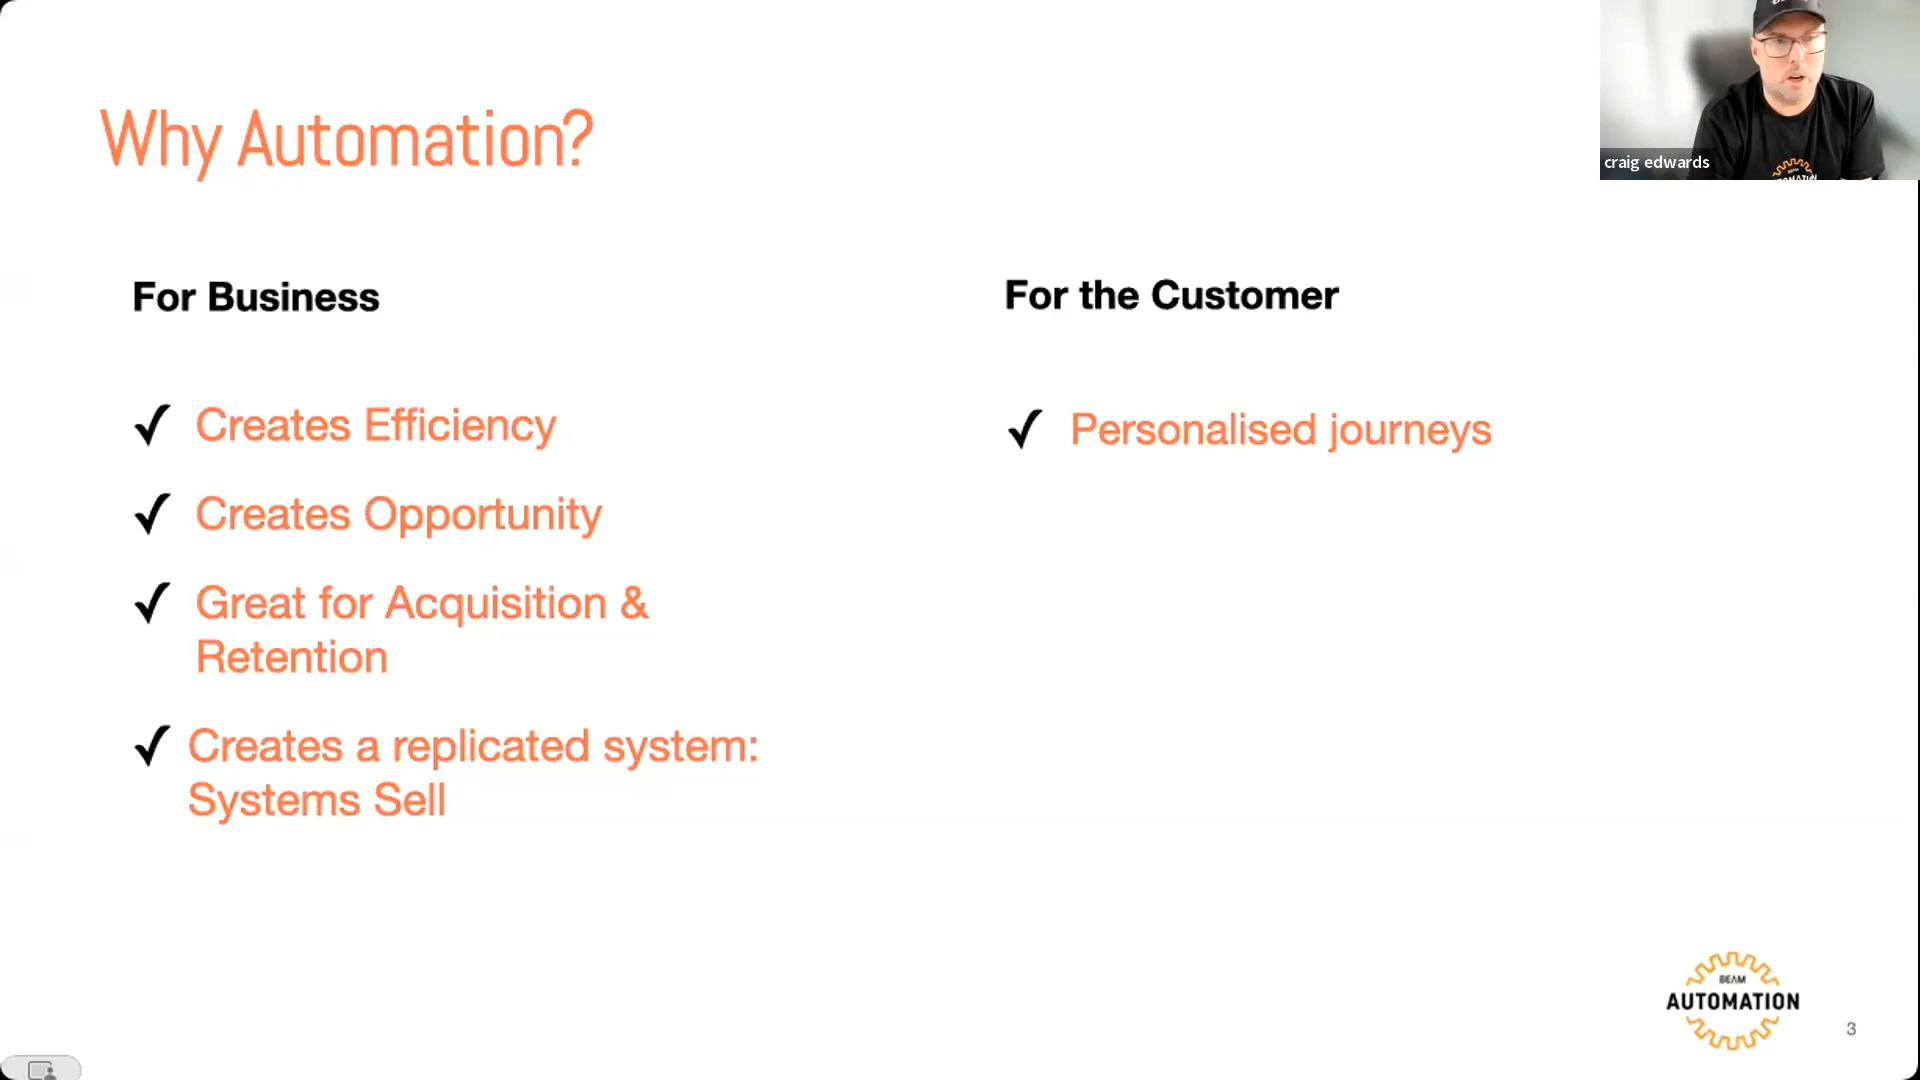 Why Automation?
craig edwards
For Business
For the Customer
Creates Efficiency
Personalised journeys
Creates Opportunity
Great for Acquisition &
Retention
Creates a replicated system:
Systems Sell
BEAM
AUTOMATION
3